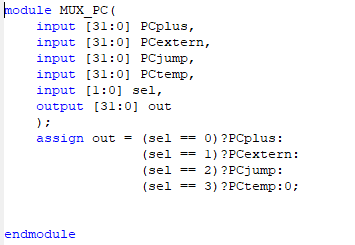 module MUX_PC(
input [31:0] PCplus,
input [31:0] PCextern,
input [31:0] PCjump,
input [31:0] PCtemp,
input [1:0] sel,
output [31:0] out
);
assign out = (sel == 0)?PCplus:
(sel == 1)?PCextern:
(sel == 2)?PCjump:
(sel == 3)?PCtemp:0;
endmodule